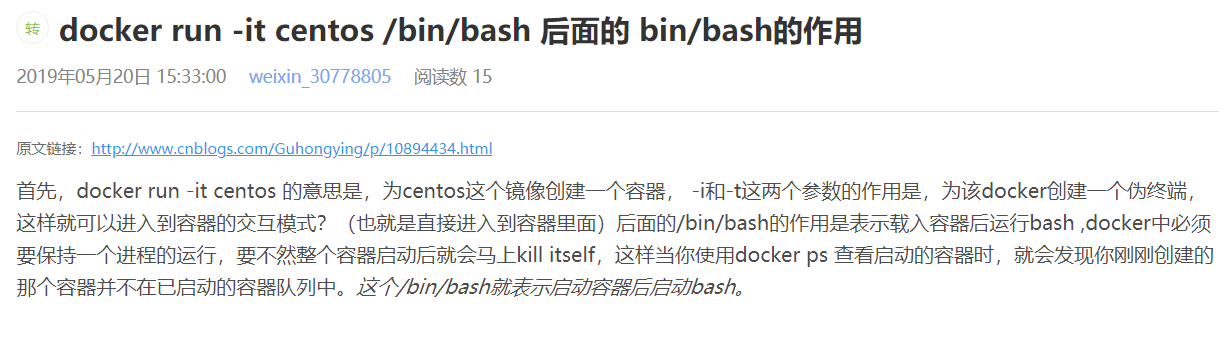 转 docker run -it centos /bin/bash 后面的 bin/bash的作用
2019年05月20日 15:33:00 weixin_30778805 阅读数 15
原文链接：http://www.cnblogs.com/Guhongying/p/10894434.html
首先，docker run -it centos 的意思是，为centos这个镜像创建一个容器， -i和-t这两个参数的作用是，为该docker创建一个伪终端，
这样就可以进入到容器的交互模式？（也就是直接进入到容器里面）后面的/bin/bash的作用是表示载入容器后运行bash ,docker中必须
要保持一个进程的运行，要不然整个容器启动后就会马上kill itself，这样当你使用docker ps 查看启动的容器时，就会发现你刚刚创建的
那个容器并不在已启动的容器队列中。这个/bin/bash就表示启动容器后启动bash。